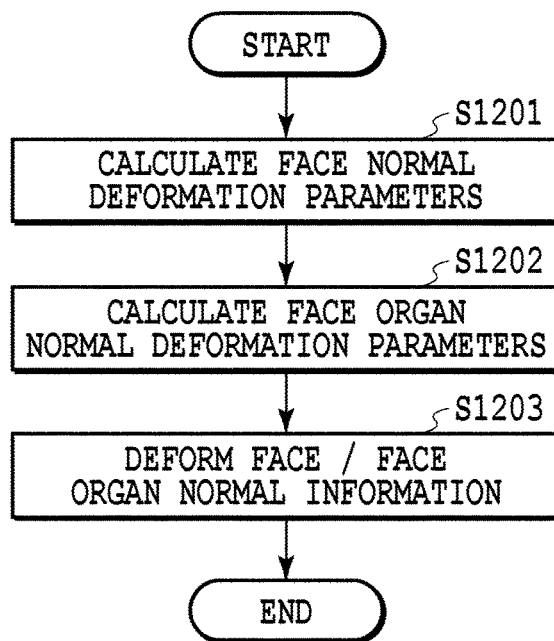 START
S1201
CALCULATE FACE NORMAL
DEFORMATION PARAMETERS
S1202
CALCULATE FACE ORGAN
NORMAL DEFORMATION PARAMETERS
S1203
DEFORM FACE / FACE
ORGAN NORMAL INFORMATION
END